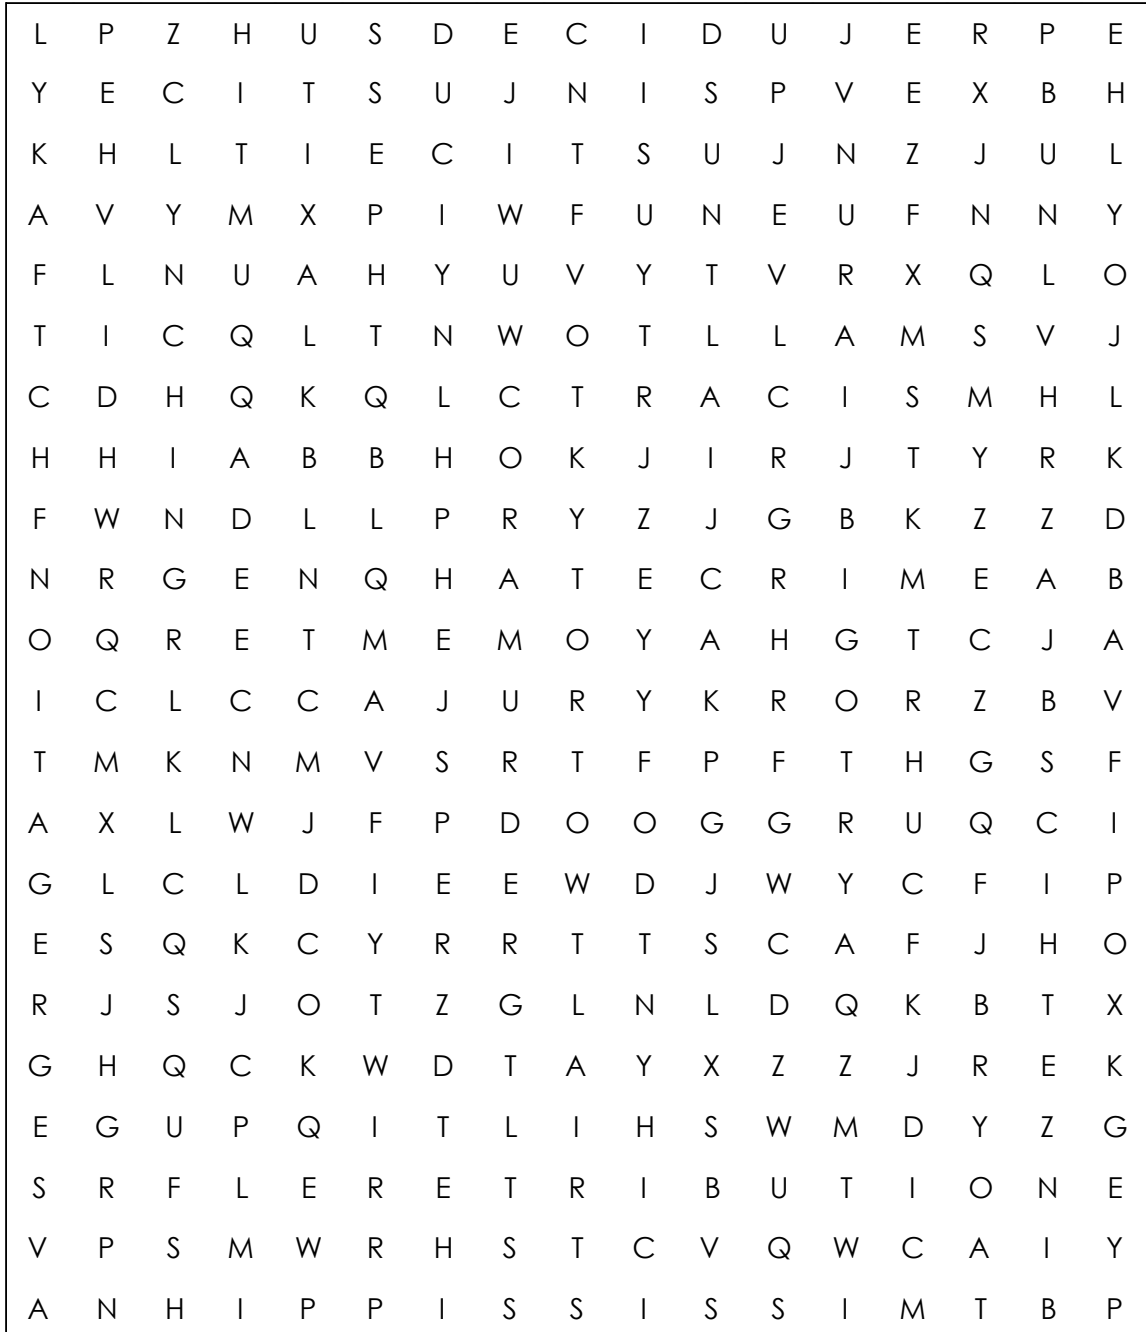 L P Z H U S D E C I D U J E R P E
Y E C I T S U J N I S P V E X B H
K H L T I E C I T S U J N Z J U L
A V Y M X P I W F U N E U F N N Y
F L N U A H Y U V Y T V R X Q L O
T I C Q L T N W O T L L A M S V J
C D H Q K Q L C T R A C I S M H L
H H I A B B H O K J I R J T Y R K
F W N D L L P R Y Z J G B K Z Z D
N R G E N Q H A T E C R I M E A B
O Q R E T M E M O Y A H G T C J A
I C L C C A J U R Y K R O R Z B V
T M K N M V S R T F P F T H G S F
A X L W J F P D O O G G R U Q C I
G L C L D I E E W D J W Y C F I P
E S Q K C Y R R T T S C A F J H O
R J S J O T Z G L N L D Q K B T X
G H Q C K W D T A Y X Z Z J R E K
E G U P Q I T L I H S W M D Y Z G
S R F L E R E T R I B U T I O N E
V P S M W R H S T C V Q W C A I Y
A N H I P P I S S I S S I M T B P